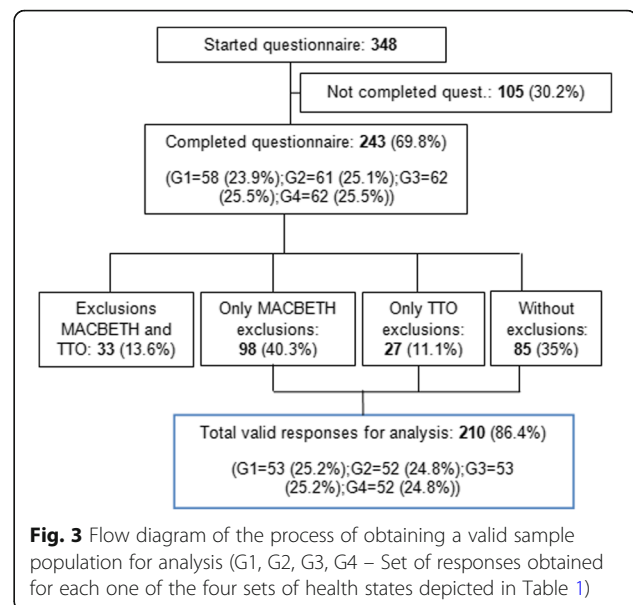 Started questionnaire: 348
Not completed quest.: 105 (30.2%)
Completed questionnaire: 243 (69.8%)
(G1=58 (23.9%);G2=61 (25.1%);G3=62
(25.5%);G4=62 (25.5%))
Exclusions
MACBETH and
TTO: 33 (13.6%)
Only MACBETH
exclusions:
98 (40.3%)
Only TTO
exclusions:
27 (11.1%)
Without
exclusions:
85 (35%)
Total valid responses for analysis: 210 (86.4%)
(G1=53 (25.2%);G2=52 (24.8%);G3=53
(25.2%);G4=52 (24.8%))
Fig. 3 Flow diagram of the process of obtaining a valid sample
population for analysis (G1, G2, G3, G4 – Set of responses obtained
for each one of the four sets of health states depicted in Table 1)